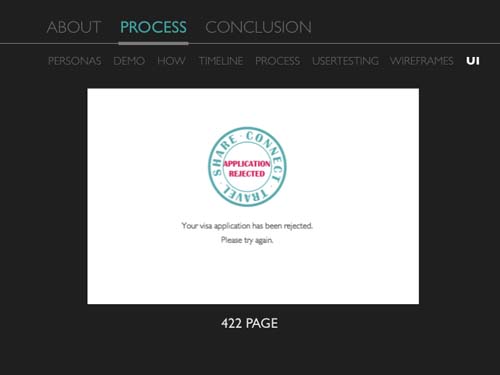 ABOUT PROCESS CONCLUSION
PERSONAS DEMO HOW TIMELINE PROCESS USERTESTING WIREFRAMES UI
SHARE · CONNECT · TRAVEL
APPLICATION
REJECTED
Your visa application has been rejected.
Please try again.
422 PAGE